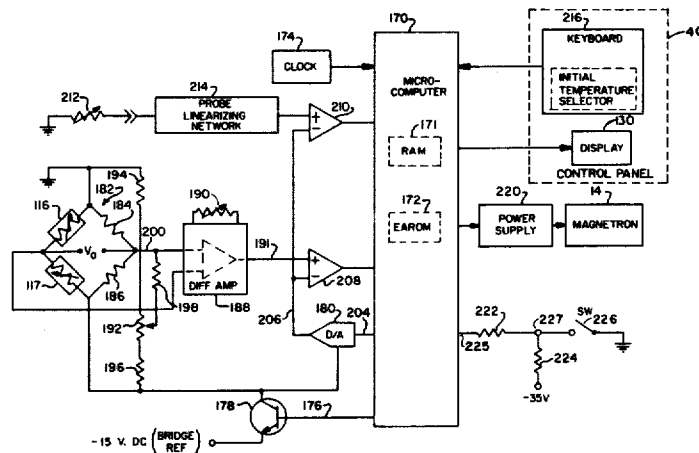 170
216
40
174
KEYBOARD
CLOCK
MICRO-
COMPUTER
INITIAL
TEMPERATURE
SELECTOR
212
214
PROBE
LINEARIZING
NETWORK
+
−
210
171
RAM
130
DISPLAY
CONTROL PANEL
194
182
116
184
190
172
EAROM
220
14
POWER
SUPPLY
MAGNETRON
V₀
200
191
+
−
208
117
186
198
DIFF AMP
188
206
180
D/A
204
222
SW
226
227
225
192
224
196
-35V
178
176
-15 V. DC (BRIDGE
REF)